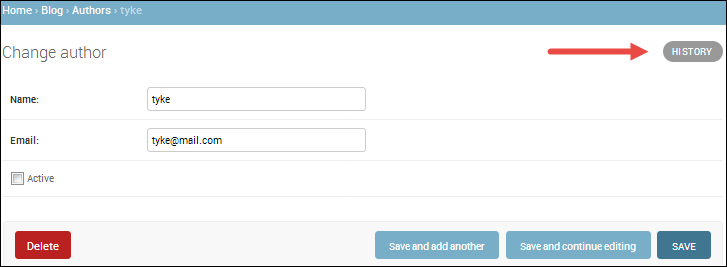 Home › Blog › Authors › tyke
Change author
HISTORY
Name: tyke
Email: tyke@mail.com
Active
Delete Save and add another Save and continue editing SAVE